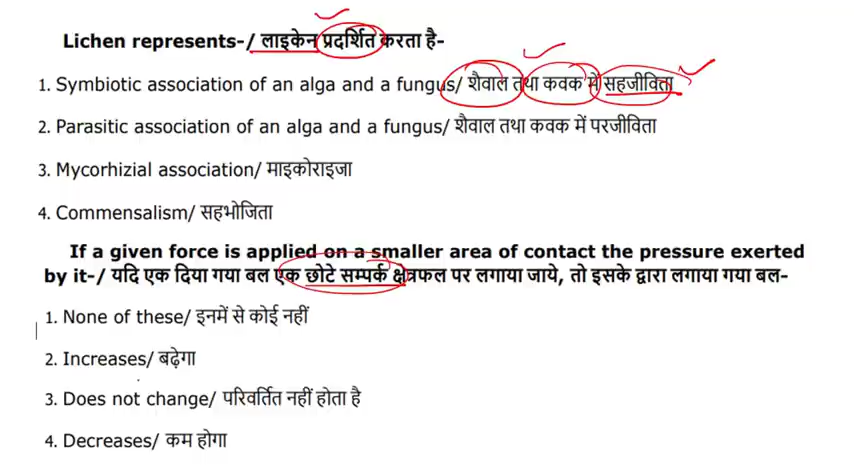 Lichen represents-/ लाइकेन प्रदर्शित करता है-
1. Symbiotic association of an alga and a fungus/ शैवाल तथा कवक में सहजीविता
2. Parasitic association of an alga and a fungus/ शैवाल तथा कवक में परजीविता
3. Mycorhizial association/ माइकोराइजा
4. Commensalism/ सहभोजिता
If a given force is applied on a smaller area of contact the pressure exerted
by it-/ यदि एक दिया गया बल एक छोटे सम्पर्क क्षेत्रफल पर लगाया जाये, तो इसके द्वारा लगाया गया बल-
1. None of these/ इनमें से कोई नहीं
2. Increases/ बढ़ेगा
3. Does not change/ परिवर्तित नहीं होता है
4. Decreases/ कम होगा